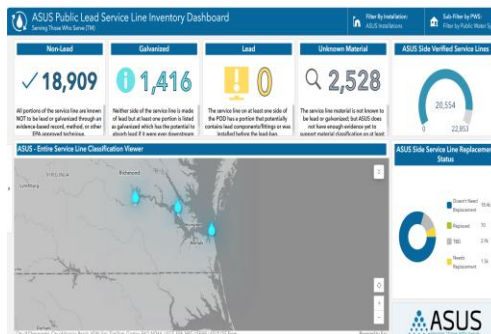 ASUS Public Lead Service Line Inventory Dashboard
Serving Those Who Serve (TM)
Filter By Installation:
ASUS Installations
Sub-Filter by PWS:
Filter by Public Water Sy
Non-Lead
18,909
All portions of the service line are known
NOT to be lead or galvanized through an
evidence-based record, method, or other
EPA approved technique.
Galvanized
1,416
Neither side of the service line is made
of lead but at least one portion is listed
as galvanized which has the potential to
absorb lead if it were ever downstream
Lead
0
The service line on at least one side of
the POD has a portion that potentially
contains lead components/fittings or was
installed before the lead-ban
Unknown Material
2,528
The service line material is not known to
be lead or galvanized; but ASUS does
not have enough evidence yet to
support material classification on at least
ASUS Side Verified Service Lines
20,554
0
22,853
ASUS - Entire Service Line Classification Viewer
VIRGINIA
Richmond
Lynchburg
Norfolk
ASUS Side Service Line Replacement
Status
Doesn't Need
Replacement
Replaced
TBD
Needs
Replacement
ASUS